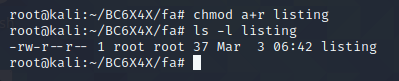 root@kali:~/BC6X4X/fa# chmod a+r listing
root@kali:~/BC6X4X/fa# ls -l listing
-rw-r--r-- 1 root root 37 Mar  3 06:42 listing
root@kali:~/BC6X4X/fa#